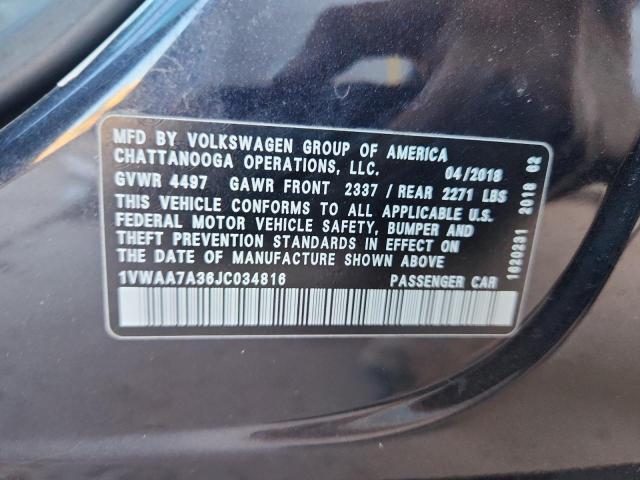 MFD BY VOLKSWAGEN GROUP OF AMERICA
CHATTANOOGA OPERATIONS, LLC. 04/2018
GVWR 4497 GAWR FRONT 2337 / REAR 2271 LBS
THIS VEHICLE CONFORMS TO ALL APPLICABLE U.S.
FEDERAL MOTOR VEHICLE SAFETY, BUMPER AND
THEFT PREVENTION STANDARDS IN EFFECT ON
THE DATE OF MANUFACTURE SHOWN ABOVE
1VWAA7A36JC034816 PASSENGER CAR
1620231 2018 02